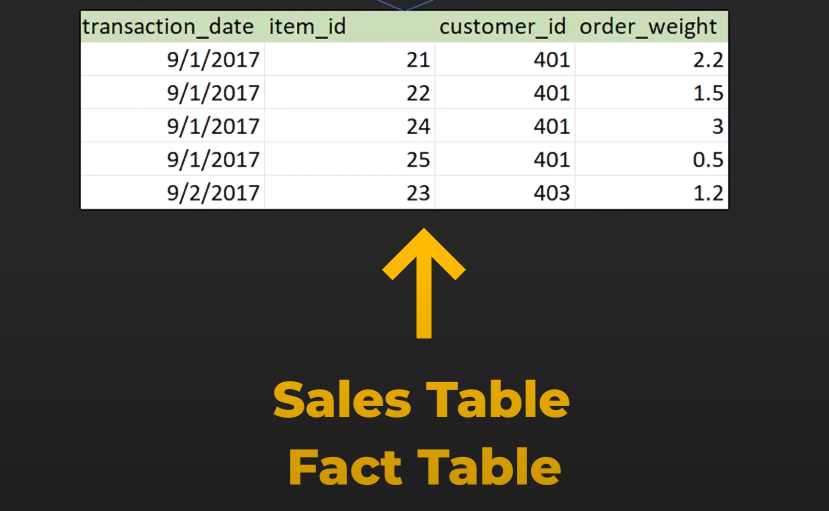 transaction_date item_id customer_id order_weight
9/1/2017 21 401 2.2
9/1/2017 22 401 1.5
9/1/2017 24 401 3
9/1/2017 25 401 0.5
9/2/2017 23 403 1.2
Sales Table
Fact Table